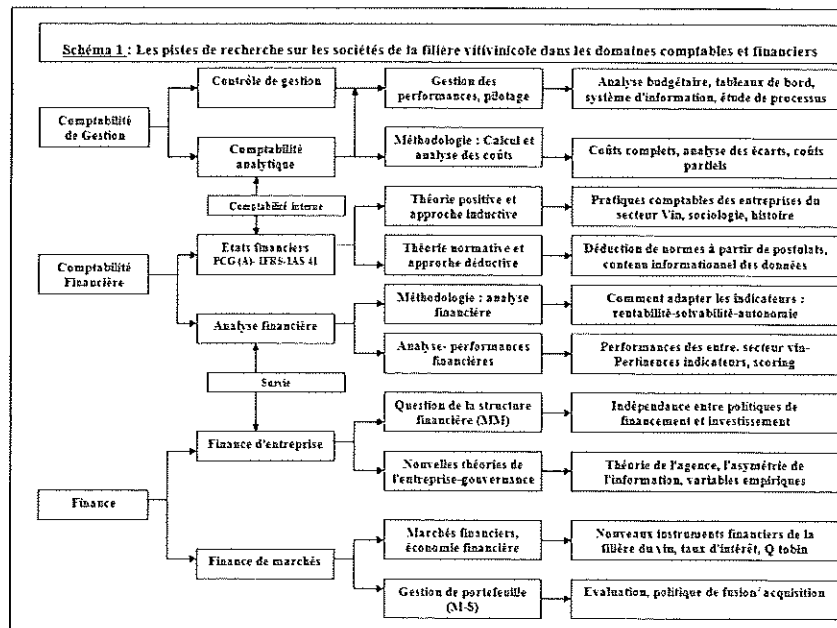 Schéma 1 : Les pistes de recherche sur les sociétés de la filière vitivinicole dans les domaines comptables et financiers
Comptabilité
de Gestion
Contrôle de gestion
Gestion des
performances, pilotage
Analyse budgétaire, tableaux de bord,
système d'information, étude de processus
Comptabilité
analytique
Méthodologie : Calcul et
analyse des coûts
Coûts complets, analyse des écarts, coûts
partiels
Comptabilité interne
Comptabilité
Financière
Etats financiers
PCG(A)- IFRS-IAS 41
Théorie positive et
approche inductive
Pratiques comptables des entreprises du
secteur Vin, sociologie, histoire
Théorie normative et
approche déductive
Déduction de normes à partir de postulats,
contenu informationnel des données
Analyse financière
Méthodologie : analyse
financière
Comment adapter les indicateurs :
rentabilité-solvabilité-autonomie
Analyse- performances
financières
Performances des entre. secteur vin-
Pertinences indicateurs, scoring
Survie
Finance
Finance d'entreprise
Question de la structure
financière (MM)
Indépendance entre politiques de
financement et investissement
Nouvelles théories de
l'entreprise-gouvernance
Théorie de l'agence, l'asymétrie de
l'information, variables empiriques
Finance de marchés
Marchés financiers,
économie financière
Nouveaux instruments financiers de la
filière du vin, taux d'intérêt, Q tobin
Gestion de portefeuille
(M-S)
Evaluation, politique de fusion/ acquisition